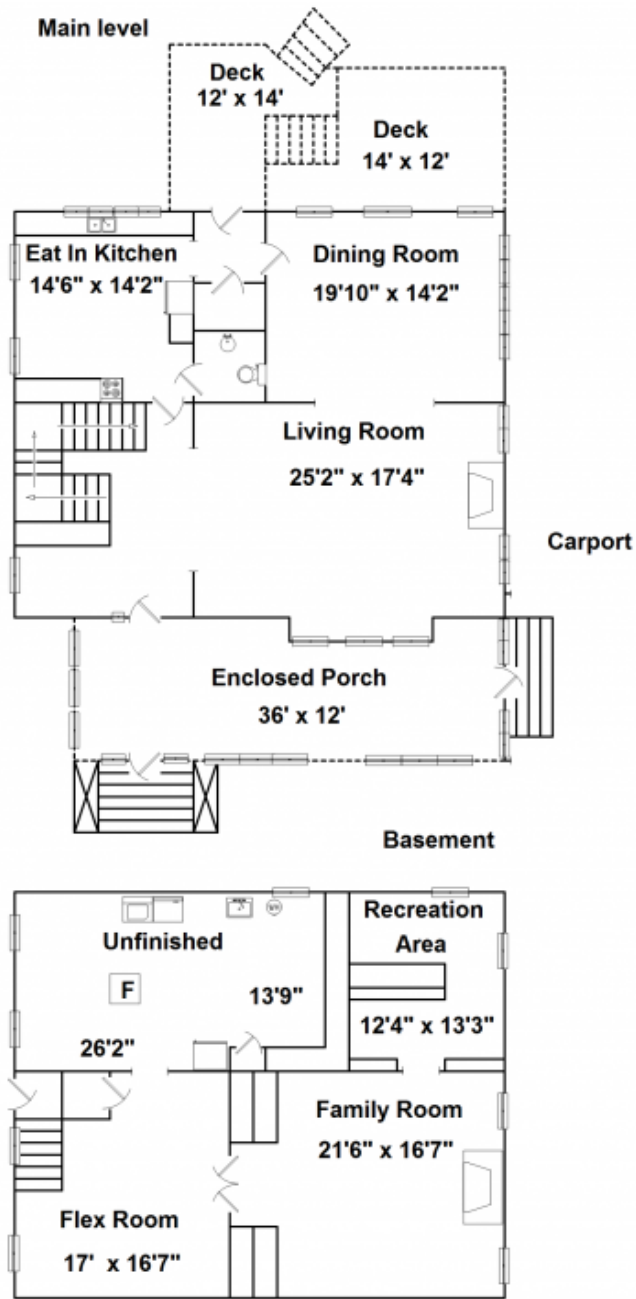 Main level
Deck
12' x 14'
Deck
14' x 12'
Eat In Kitchen
14'6" x 14'2"
Dining Room
19'10" x 14'2"
Living Room
25'2" x 17'4"
Carport
Enclosed Porch
36' x 12'
Basement
Unfinished
F
13'9"
26'2"
Recreation
Area
12'4" x 13'3"
Family Room
21'6" x 16'7"
Flex Room
17' x 16'7"